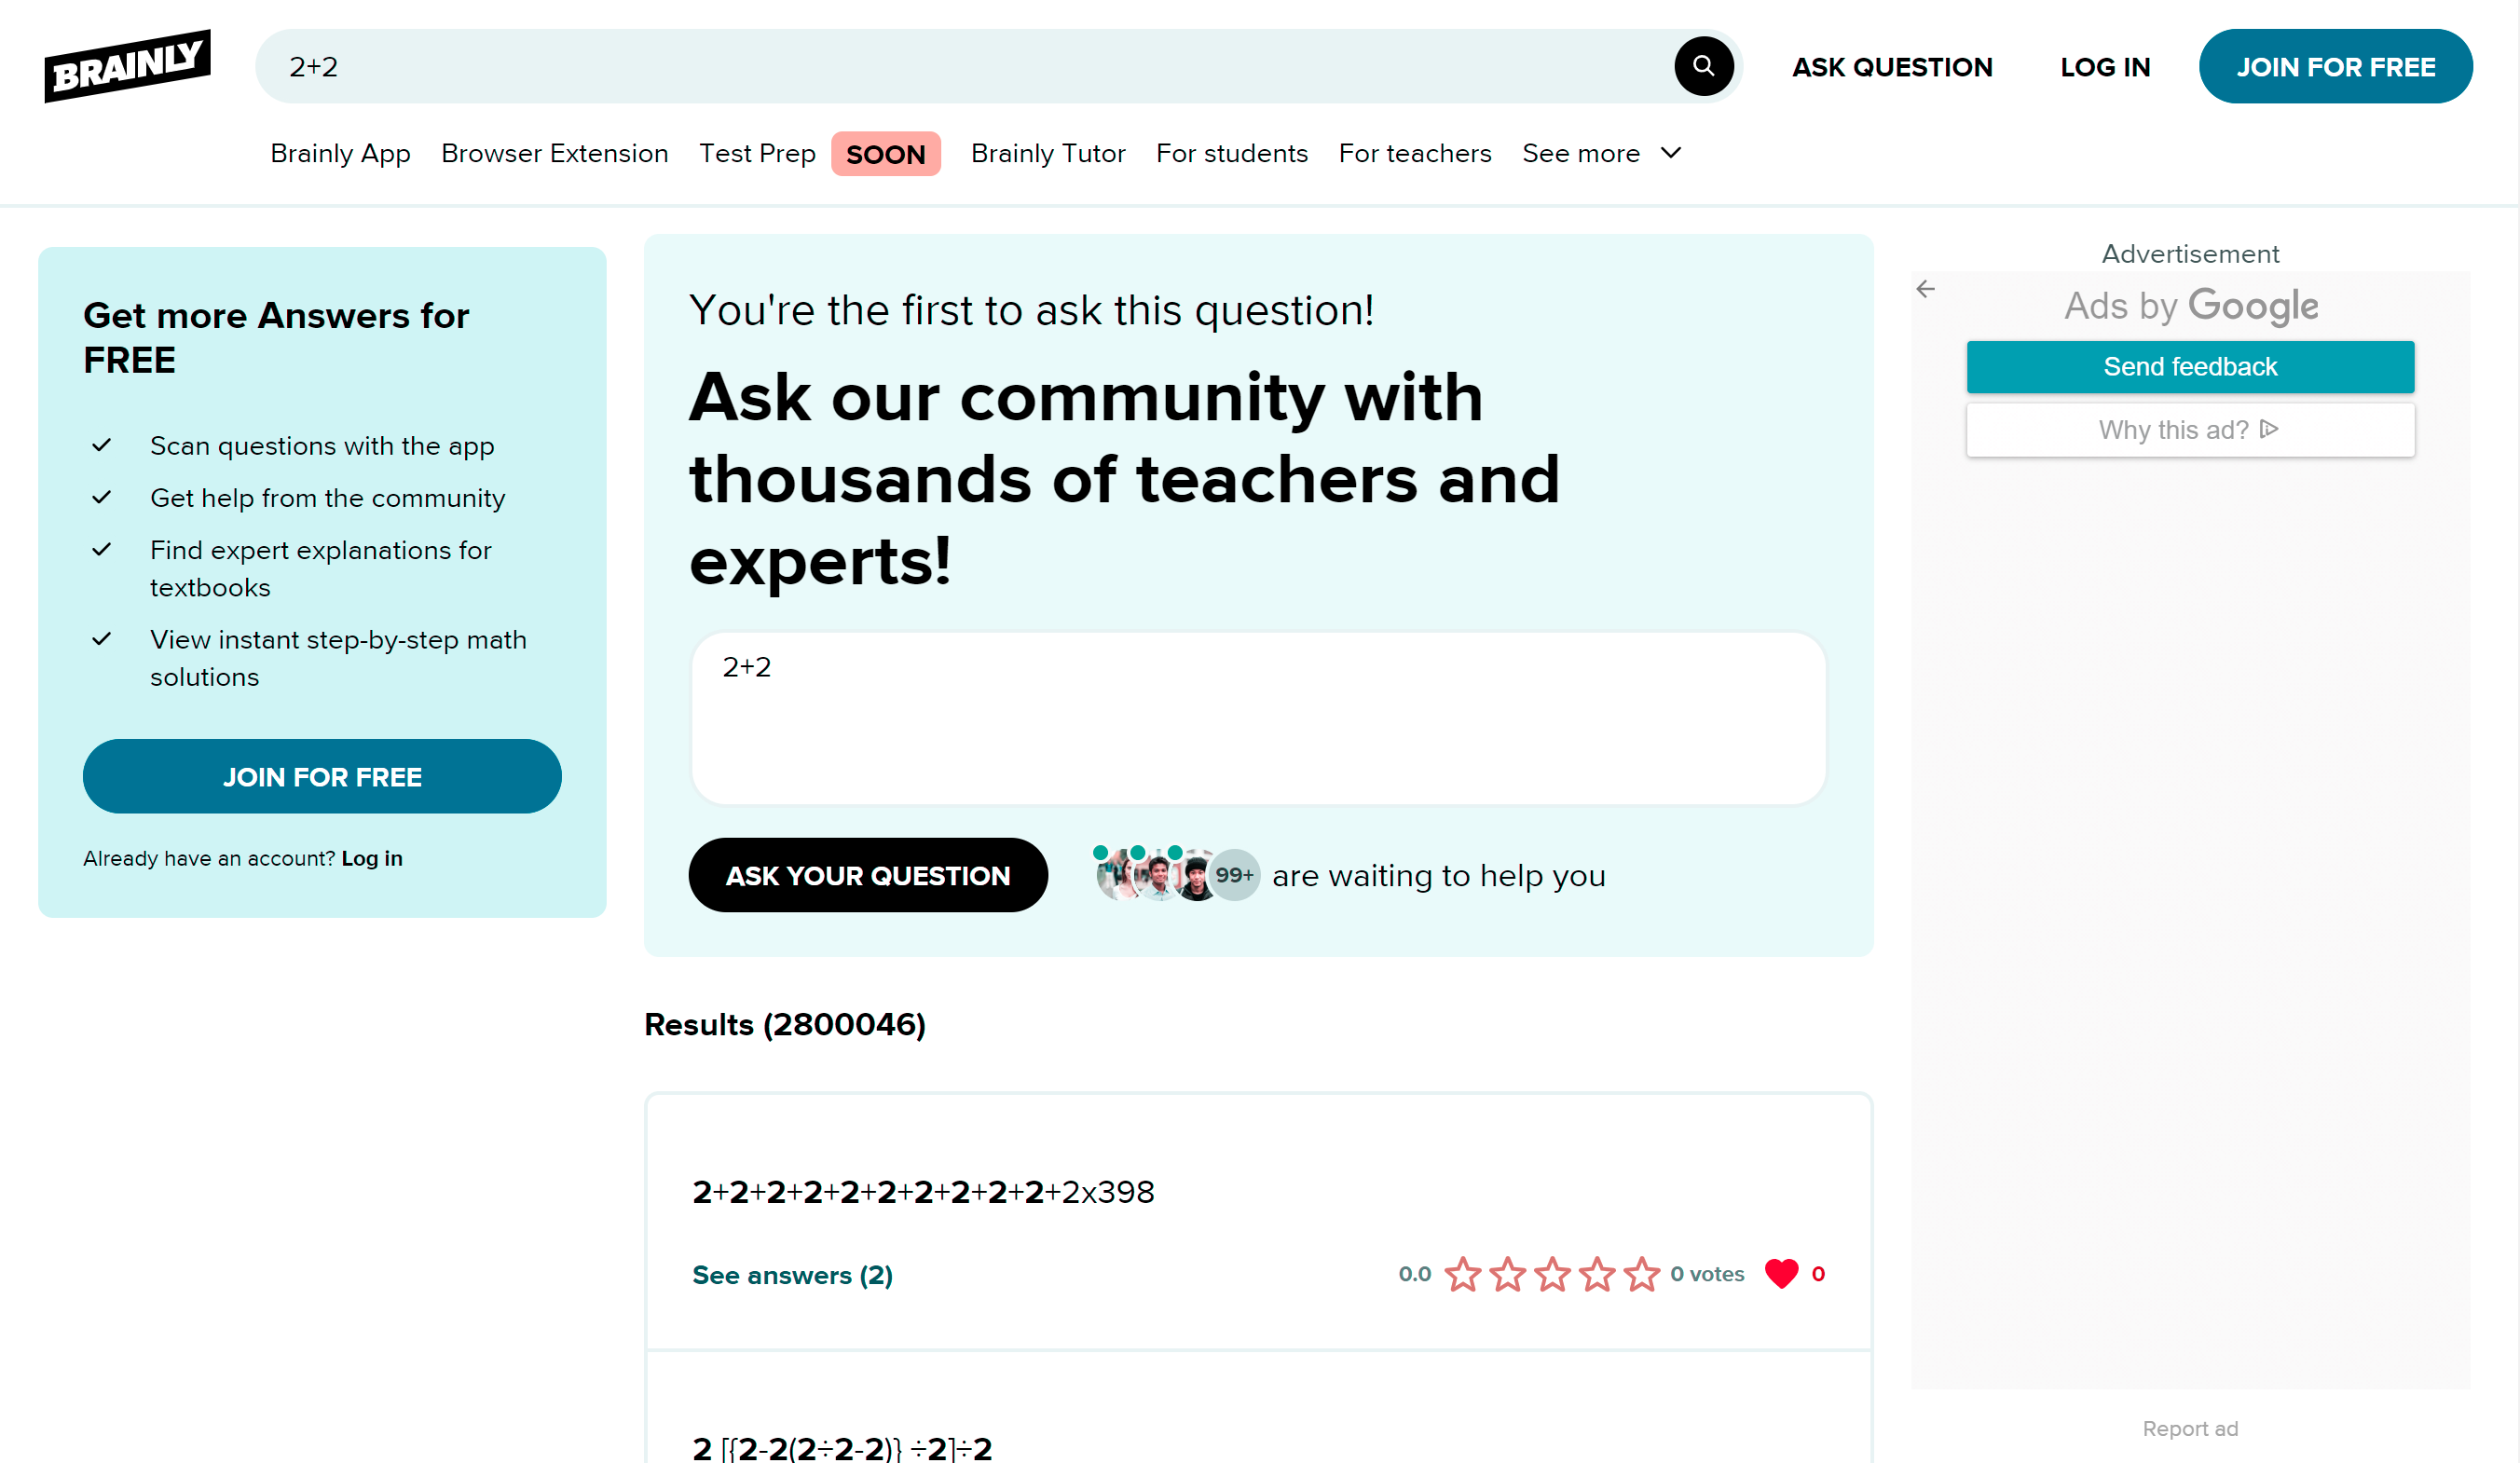 BRAINLY
2+2
ASK QUESTION
LOG IN
JOIN FOR FREE
Brainly App
Browser Extension
Test Prep
SOON
Brainly Tutor
For students
For teachers
See more
Get more Answers for
FREE
Scan questions with the app
Get help from the community
Find expert explanations for
textbooks
View instant step-by-step math
solutions
JOIN FOR FREE
Already have an account? Log in
You're the first to ask this question!
Ask our community with
thousands of teachers and
experts!
2+2
ASK YOUR QUESTION
99+
are waiting to help you
Results (2800046)
2+2+2+2+2+2+2+2+2+2+2x398
See answers (2)
0.0
0 votes
0
2 [{2-2(2÷2-2)} ÷2]÷2
Advertisement
Ads by Google
Send feedback
Why this ad?
Report ad